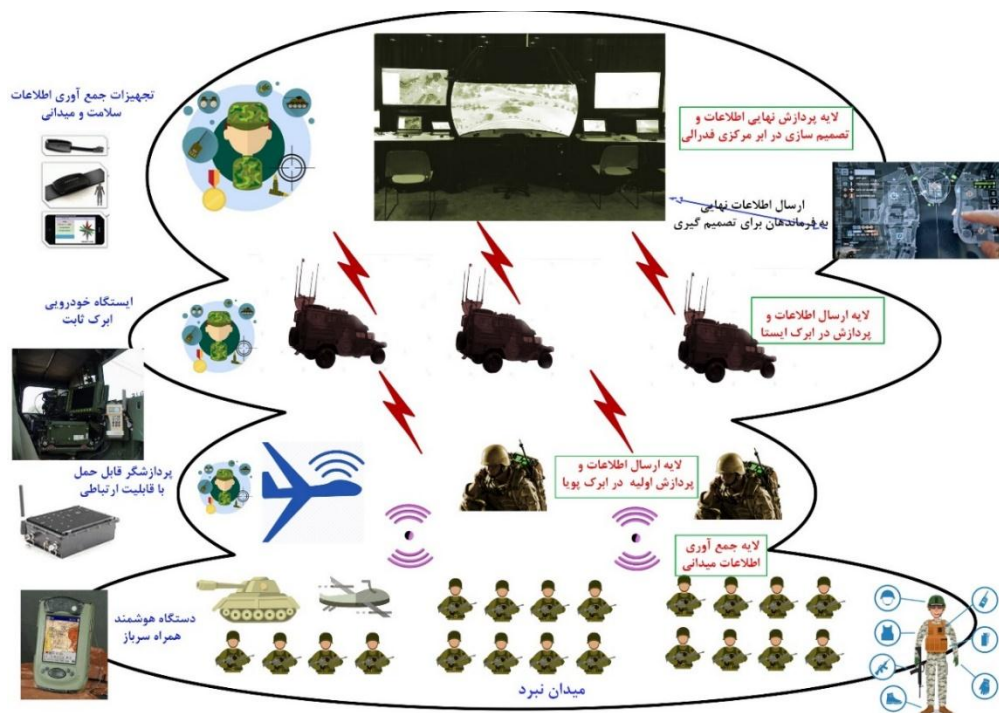 تجهیزات جمع آوری اطلاعات
سلامت و میدانی
لایه پردازش نهایی اطلاعات و
تصمیم سازی در ابر مرکزی فدرالی
ارسال اطلاعات نهایی
به فرماندهان برای تصمیم گیری
ایستگاه خودرویی
ابرک ثابت
لایه ارسال اطلاعات و
پردازش در ابرک ایستا
پردازشگر قابل حمل
با قابلیت ارتباطی
لایه ارسال اطلاعات و
پردازش اولیه در ابرک پویا
لایه جمع آوری
اطلاعات میدانی
دستگاه هوشمند
همراه سرباز
میدان نبرد